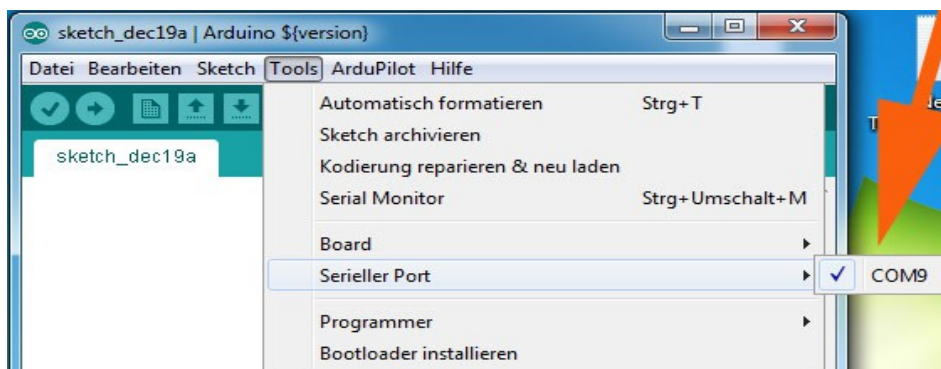 sketch_dec19a | Arduino ${version}
Datei Bearbeiten Sketch Tools ArduPilot Hilfe
sketch_dec19a
Automatisch formatieren Strg+T
Sketch archivieren
Kodierung reparieren & neu laden
Serial Monitor Strg+Umschalt+M
Board
Serieller Port
COM9
Programmer
Bootloader installieren